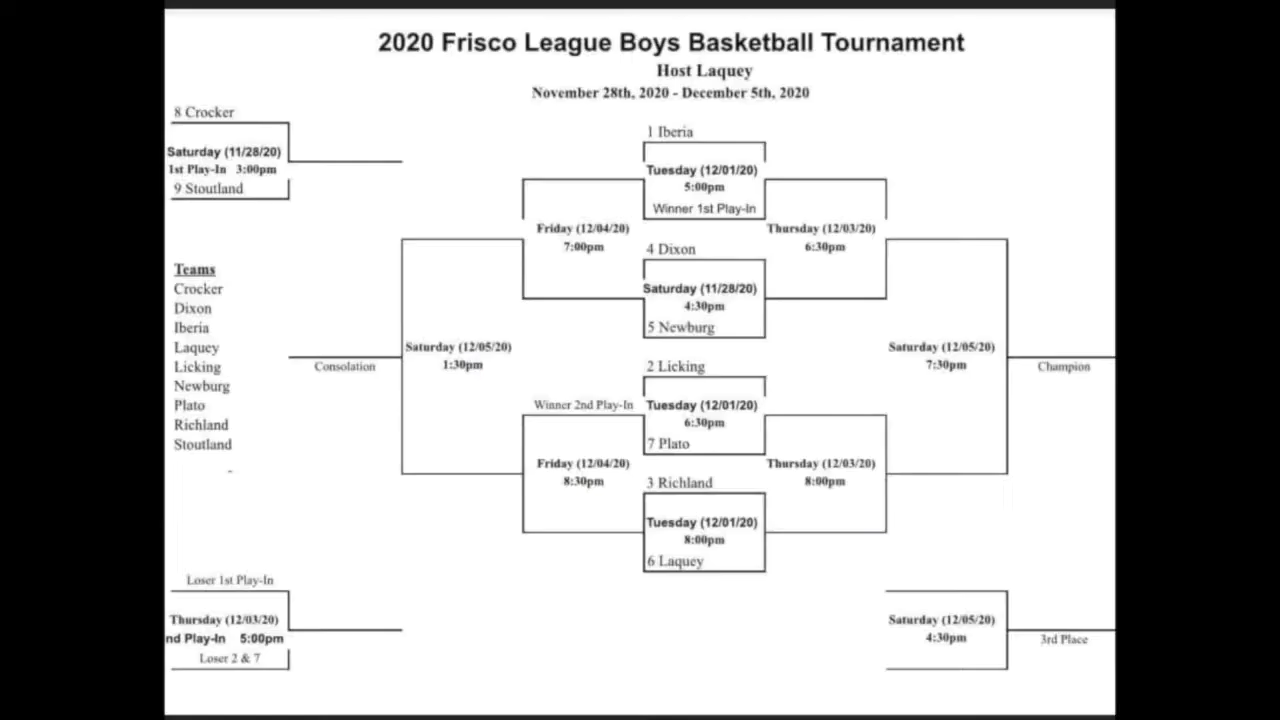 2020 Frisco League Boys Basketball Tournament
Host Laquey
November 28th, 2020 - December 5th, 2020
8 Crocker
Saturday (11/28/20)
1st Play-In 3:00pm
9 Stoutland
Teams
Crocker
Dixon
Iberia
Laquey
Licking
Newburg
Plato
Richland
Stoutland
Consolation
Saturday (12/05/20)
1:30pm
Friday (12/04/20)
7:00pm
Winner 2nd Play-In
Friday (12/04/20)
8:30pm
1 Iberia
Tuesday (12/01/20)
5:00pm
Winner 1st Play-In
4 Dixon
Saturday (11/28/20)
4:30pm
5 Newburg
2 Licking
Tuesday (12/01/20)
6:30pm
7 Plato
3 Richland
Tuesday (12/01/20)
8:00pm
6 Laquey
Thursday (12/03/20)
6:30pm
Thursday (12/03/20)
8:00pm
Saturday (12/05/20)
7:30pm
Champion
Loser 1st Play-In
Thursday (12/03/20)
nd Play-In 5:00pm
Loser 2 & 7
Saturday (12/05/20)
4:30pm
3rd Place